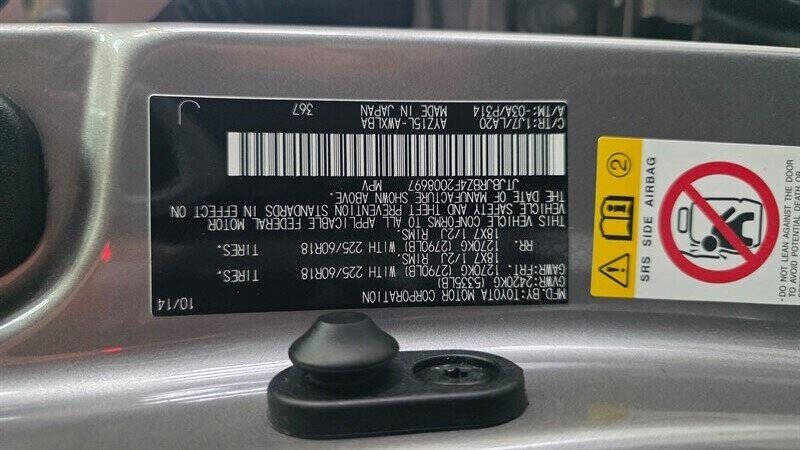 MFD. BY: TOYOTA MOTOR CORPORATION 10/14
GVWR: 2420KG (5335LB)
GAWR: FRT: 1270KG (2790LB) WITH 225/60R18 TIRES.
18X7 1/2J RIMS.
RR. 1270KG (2790LB) WITH 225/60R18 TIRES.
18X7 1/2J RIMS.
THIS VEHICLE CONFORMS TO ALL APPLICABLE FEDERAL MOTOR
VEHICLE SAFETY AND THEFT PREVENTION STANDARDS IN EFFECT ON
THE DATE OF MANUFACTURE SHOWN ABOVE.
JTJBJRBZ4F2008697 MPV
C/TR: 1J7/LA20 AYZ15L-AWXLBA 367
A/TM: -03A/P314 MADE IN JAPAN
SRS SIDE AIRBAG
2
• DO NOT LEAN AGAINST THE DOOR
TO AVOID POTENTIAL DEATH OR